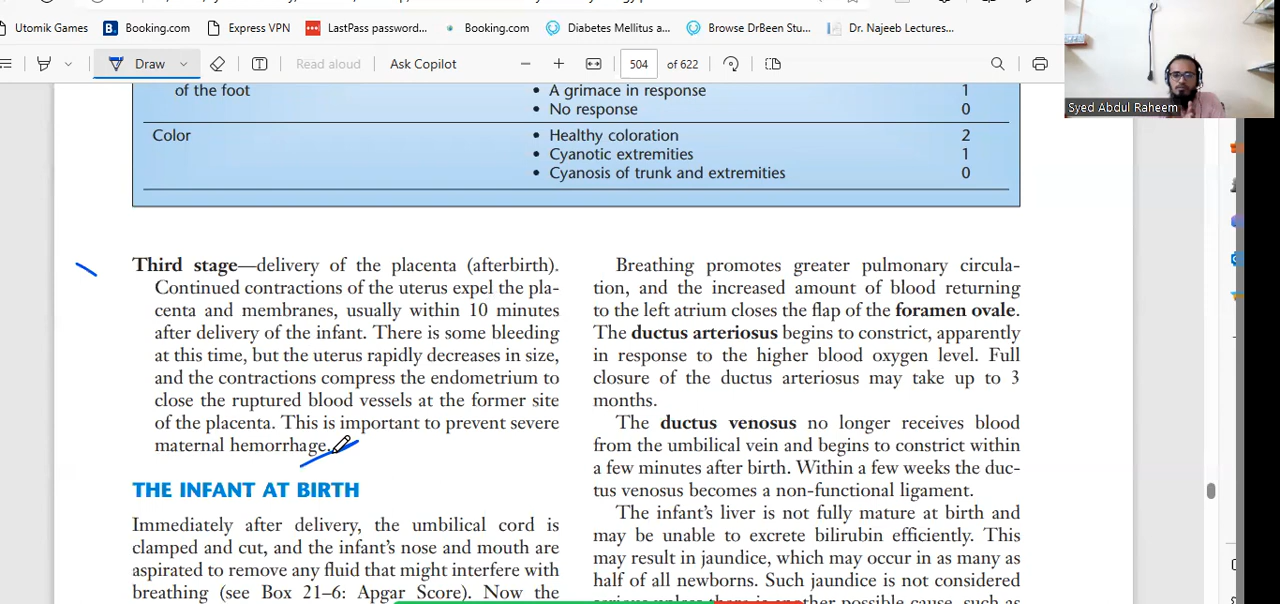 Utomik Games
Booking.com
Express VPN
LastPass password...
Booking.com
Diabetes Mellitus a...
Browse DrBeen Stu...
Dr. Najeeb Lectures...
Draw
Read aloud
Ask Copilot
504
of 622
Syed Abdul Raheem
of the foot
• A grimace in response 1
• No response 0
Color
• Healthy coloration 2
• Cyanotic extremities 1
• Cyanosis of trunk and extremities 0
Third stage—delivery of the placenta (afterbirth).
Continued contractions of the uterus expel the pla-
centa and membranes, usually within 10 minutes
after delivery of the infant. There is some bleeding
at this time, but the uterus rapidly decreases in size,
and the contractions compress the endometrium to
close the ruptured blood vessels at the former site
of the placenta. This is important to prevent severe
maternal hemorrhage.
THE INFANT AT BIRTH
Immediately after delivery, the umbilical cord is
clamped and cut, and the infant's nose and mouth are
aspirated to remove any fluid that might interfere with
breathing (see Box 21–6: Apgar Score). Now the
Breathing promotes greater pulmonary circula-
tion, and the increased amount of blood returning
to the left atrium closes the flap of the foramen ovale.
The ductus arteriosus begins to constrict, apparently
in response to the higher blood oxygen level. Full
closure of the ductus arteriosus may take up to 3
months.
The ductus venosus no longer receives blood
from the umbilical vein and begins to constrict within
a few minutes after birth. Within a few weeks the duc-
tus venosus becomes a non-functional ligament.
The infant's liver is not fully mature at birth and
may be unable to excrete bilirubin efficiently. This
may result in jaundice, which may occur in as many as
half of all newborns. Such jaundice is not considered
serious unless there is another possible cause, such as